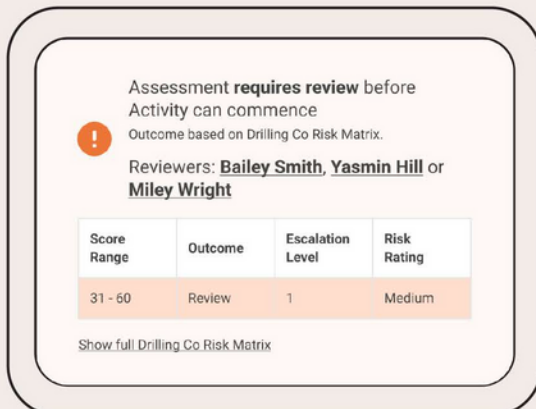 Assessment requires review before
Activity can commence
!
Outcome based on Drilling Co Risk Matrix.
Reviewers: Bailey Smith, Yasmin Hill or
Miley Wright
Score Range Outcome Escalation Level Risk Rating
31 - 60 Review 1 Medium
Show full Drilling Co Risk Matrix